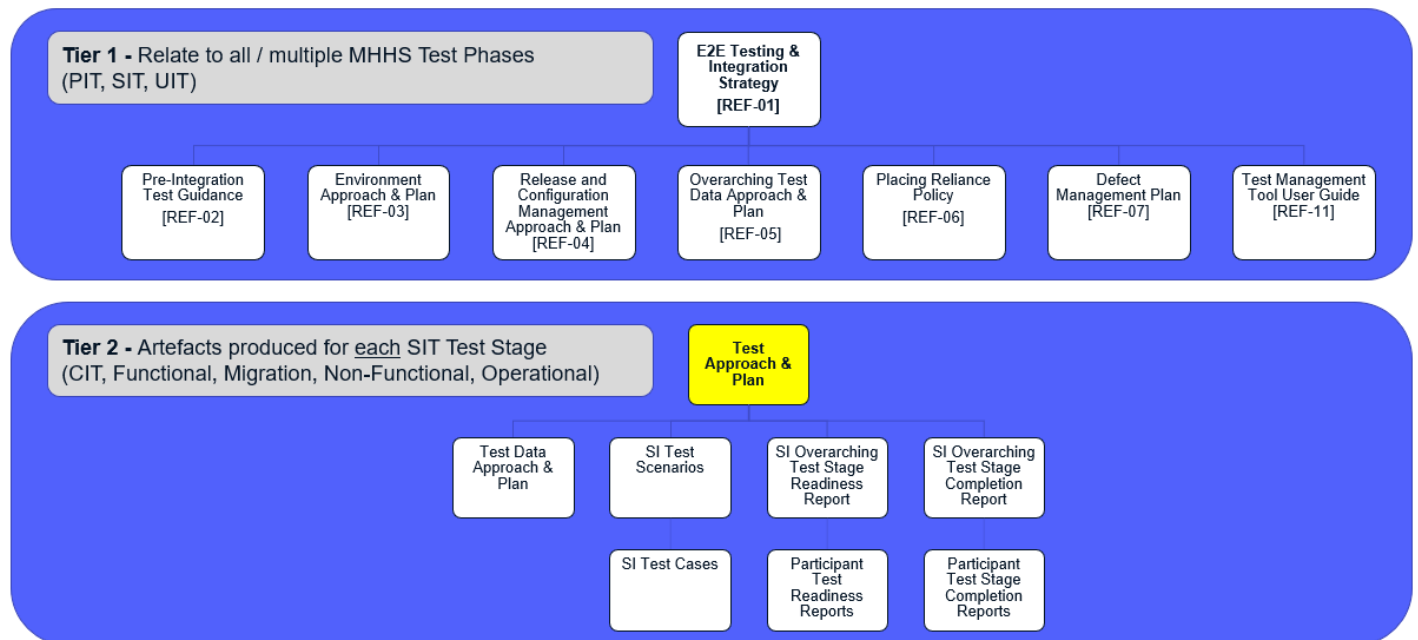 Tier 1 - Relate to all / multiple MHHS Test Phases
(PIT, SIT, UIT)
E2E Testing &
Integration
Strategy
[REF-01]
Pre-Integration
Test Guidance
[REF-02]
Environment
Approach & Plan
[REF-03]
Release and
Configuration
Management
Approach & Plan
[REF-04]
Overarching Test
Data Approach &
Plan
[REF-05]
Placing Reliance
Policy
[REF-06]
Defect
Management Plan
[REF-07]
Test Management
Tool User Guide
[REF-11]
Tier 2 - Artefacts produced for each SIT Test Stage
(CIT, Functional, Migration, Non-Functional, Operational)
Test
Approach &
Plan
Test Data
Approach &
Plan
SI Test
Scenarios
SI Overarching
Test Stage
Readiness
Report
SI Overarching
Test Stage
Completion
Report
SI Test Cases
Participant
Test
Readiness
Reports
Participant
Test Stage
Completion
Reports